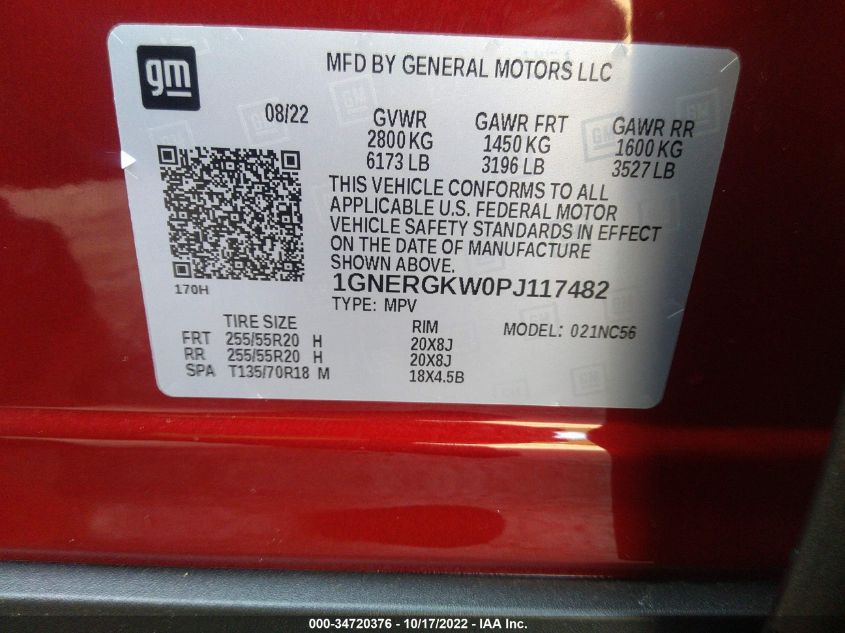 gm
MFD BY GENERAL MOTORS LLC
08/22
GVWR GAWR FRT GAWR RR
2800 KG 1450 KG 1600 KG
6173 LB 3196 LB 3527 LB
THIS VEHICLE CONFORMS TO ALL
APPLICABLE U.S. FEDERAL MOTOR
VEHICLE SAFETY STANDARDS IN EFFECT
ON THE DATE OF MANUFACTURE
SHOWN ABOVE.
170H
1GNERGKW0PJ117482
TYPE: MPV
MODEL: 021NC56
TIRE SIZE RIM
FRT 255/55R20 H 20X8J
RR 255/55R20 H 20X8J
SPA T135/70R18 M 18X4.5B
000-34720376 - 10/17/2022 - IAA Inc.